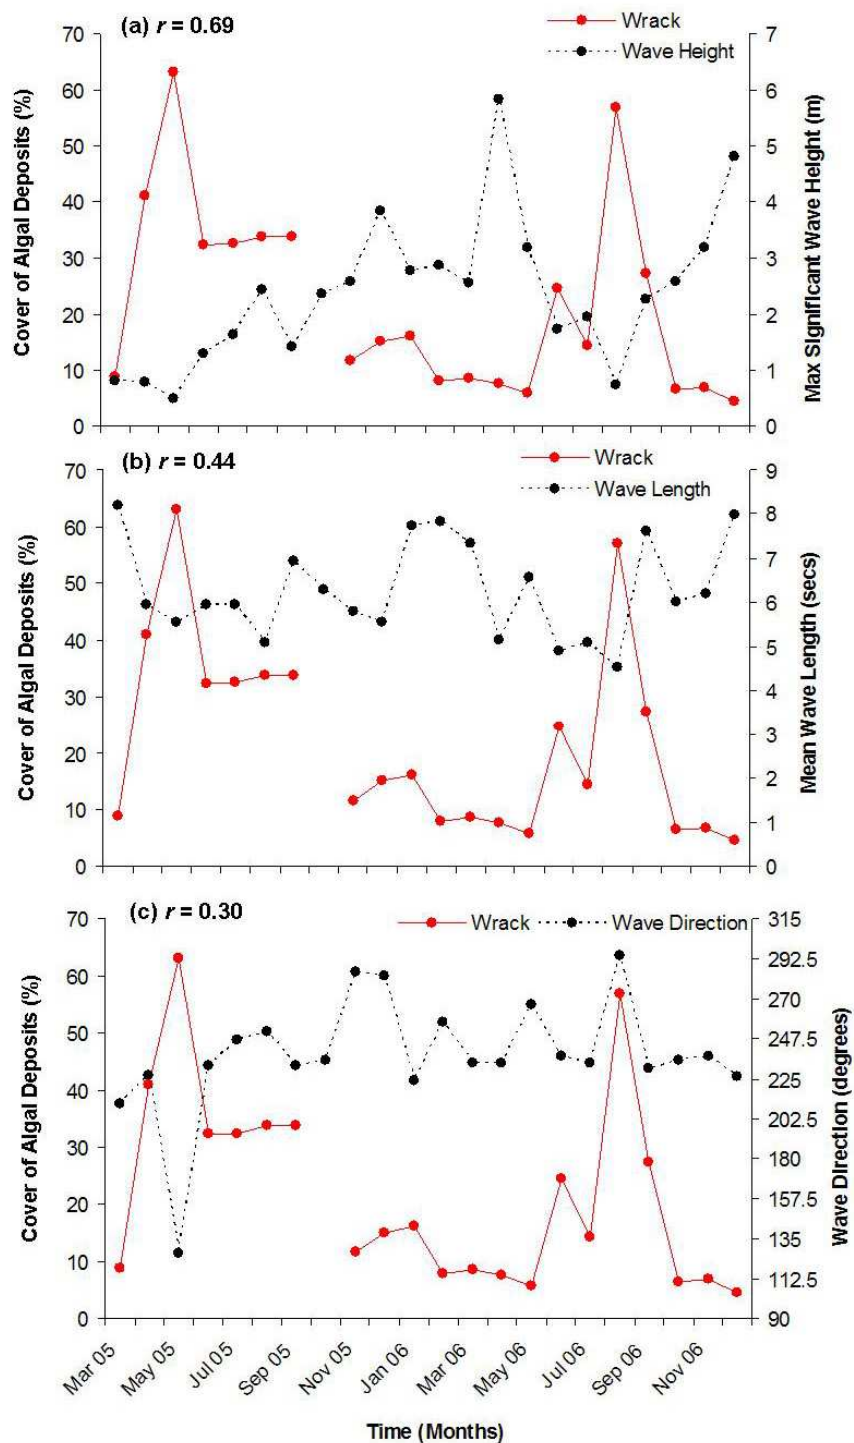 (a) r = 0.69
Wrack
Wave Height
Cover of Algal Deposits (%)
70
60
50
40
30
20
10
0
Max Significant Wave Height (m)
7
6
5
4
3
2
1
0
(b) r = 0.44
Wrack
Wave Length
Cover of Algal Deposits (%)
70
60
50
40
30
20
10
0
Mean Wave Length (secs)
9
8
7
6
5
4
3
2
1
0
(c) r = 0.30
Wrack
Wave Direction
Cover of Algal Deposits (%)
70
60
50
40
30
20
10
0
Wave Direction (degrees)
315
292.5
270
247.5
225
202.5
180
157.5
135
112.5
90
Mar 05
May 05
Jul 05
Sep 05
Nov 05
Jan 06
Mar 06
May 06
Jul 06
Sep 06
Nov 06
Time (Months)